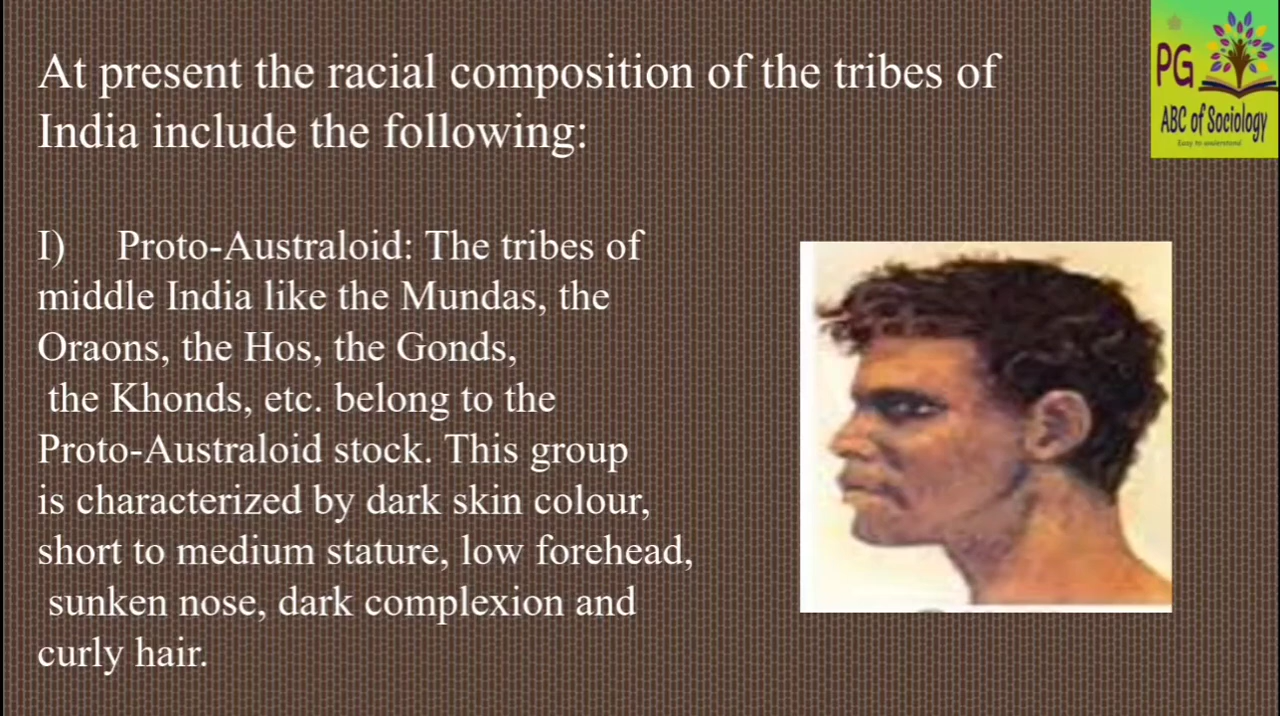 At present the racial composition of the tribes of
India include the following:
PG
ABC of Sociology
Easy to understand
I) Proto-Australoid: The tribes of
middle India like the Mundas, the
Oraons, the Hos, the Gonds,
the Khonds, etc. belong to the
Proto-Australoid stock. This group
is characterized by dark skin colour,
short to medium stature, low forehead,
sunken nose, dark complexion and
curly hair.